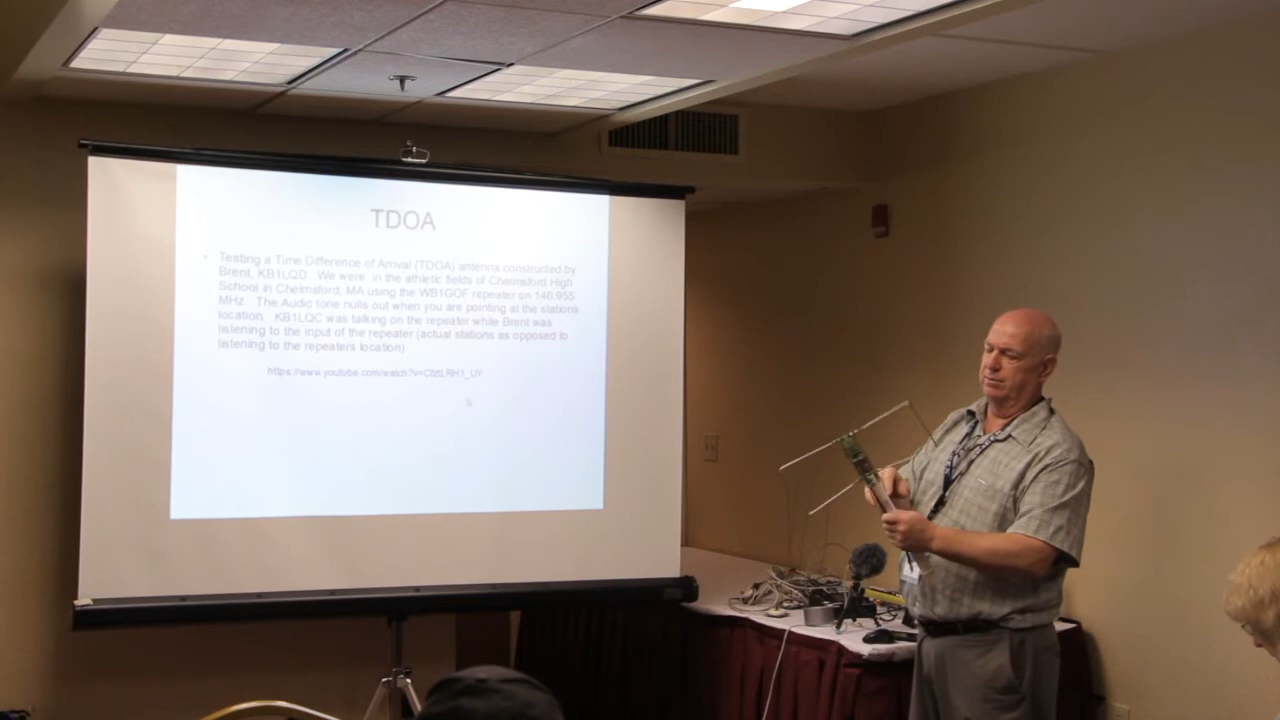 TDOA
Testing a Time Difference of Arrival (TDOA) antenna constructed by
Brent, KB1LQD. We were in the athletic fields of Chelmsford High
School in Chelmsford, MA using the WB1GOF repeater on 146.955
MHz. The Audio tone nulls out when you are pointing at the stations
location. KB1LQC was talking on the repeater while Brent was
listening to the input of the repeater (actual stations as opposed to
listening to the repeaters location)